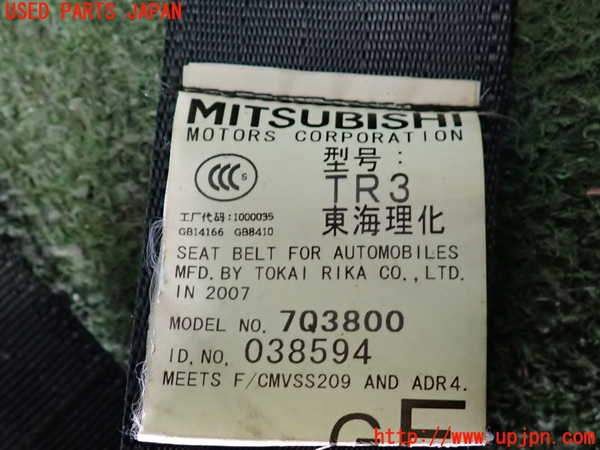 USED PARTS JAPAN
MITSUBISHI
MOTORS CORPORATION
CCC S
型号:
TR3
工厂代码:I000035
GB14166 GB8410
東海理化
SEAT BELT FOR AUTOMOBILES
MFD. BY TOKAI RIKA CO., LTD.
IN 2007
MODEL NO. 7Q3800
ID. NO. 038594
MEETS F/CMVSS209 AND ADR4.
http://www.upjpn.com/